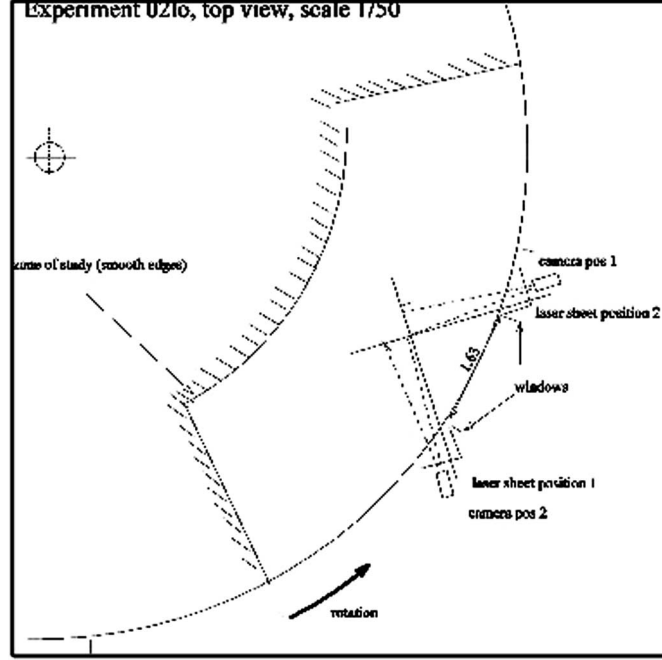 Experiment 02lo, top view, scale 1/50
camera pos 1
zone of study (smooth edges)
laser sheet position 2
1.63
windows
laser sheet position 1
camera pos 2
rotation